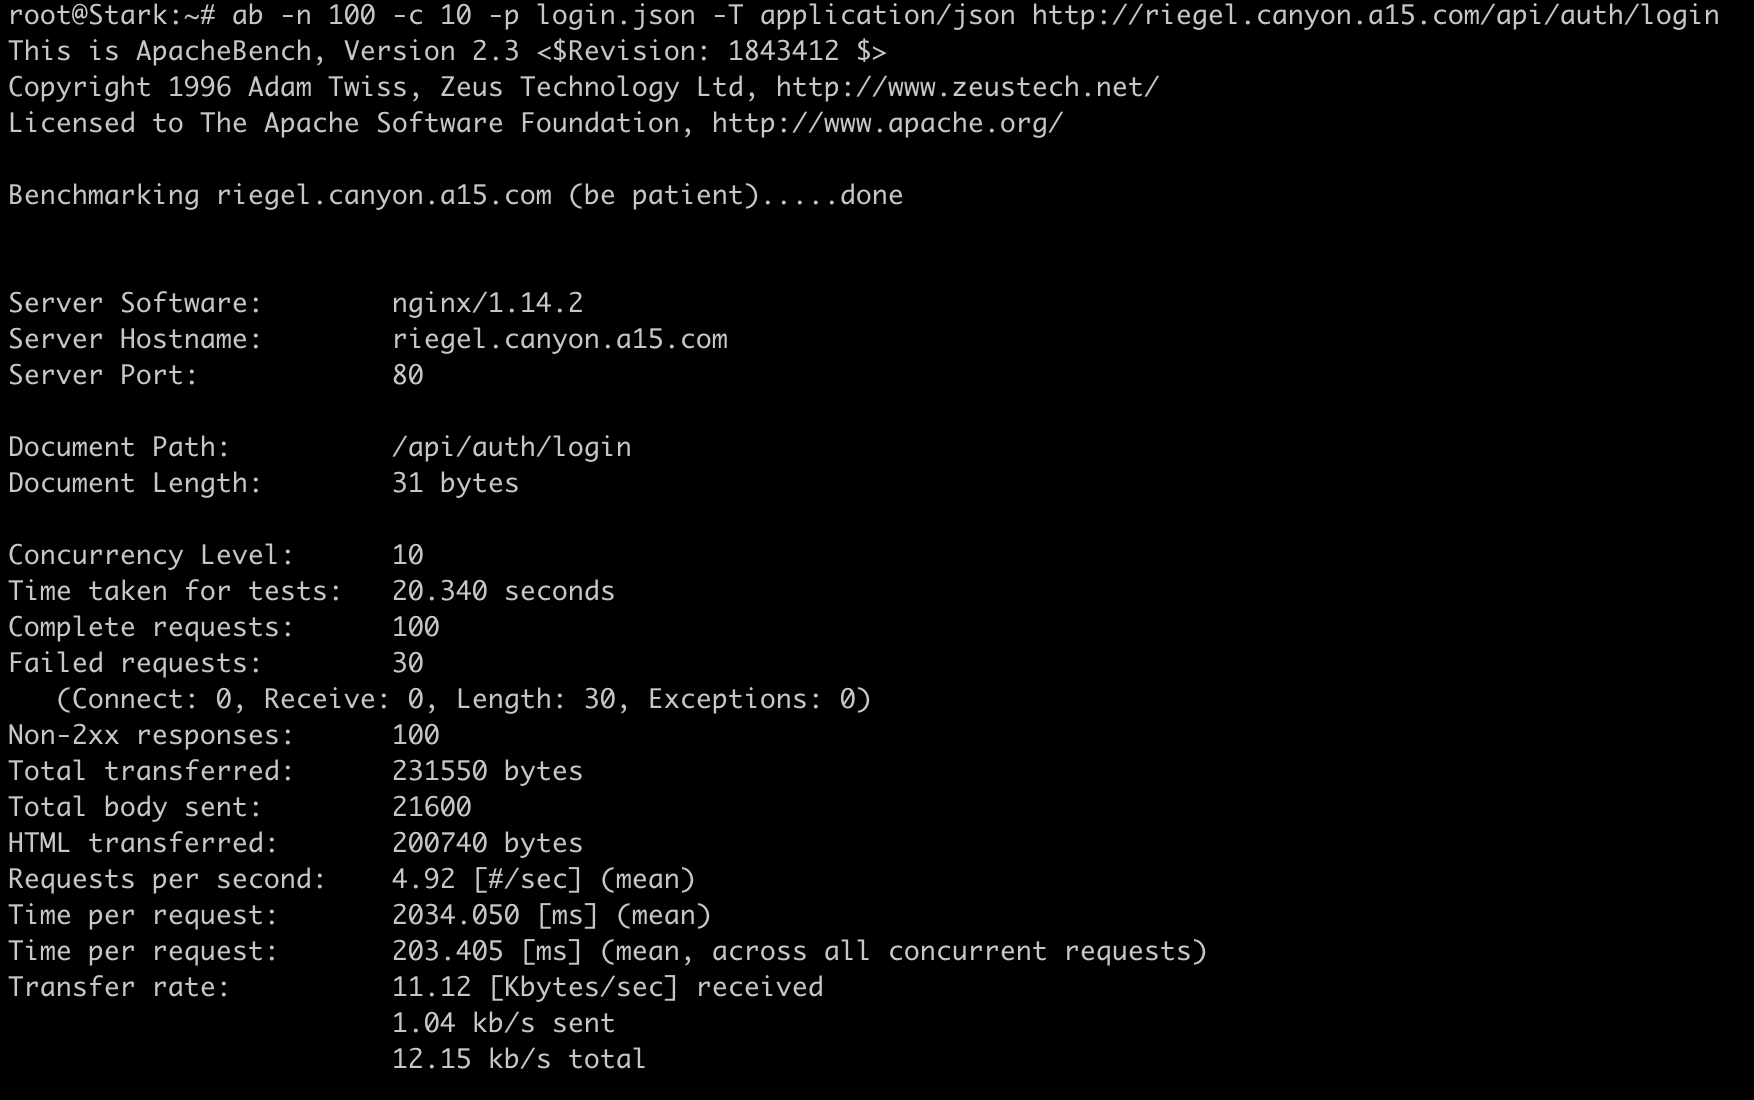 root@Stark:~# ab -n 100 -c 10 -p login.json -T application/json http://riegel.canyon.a15.com/api/auth/login
This is ApacheBench, Version 2.3 <$Revision: 1843412 $>
Copyright 1996 Adam Twiss, Zeus Technology Ltd, http://www.zeustech.net/
Licensed to The Apache Software Foundation, http://www.apache.org/

Benchmarking riegel.canyon.a15.com (be patient).....done


Server Software:        nginx/1.14.2
Server Hostname:        riegel.canyon.a15.com
Server Port:            80

Document Path:          /api/auth/login
Document Length:        31 bytes

Concurrency Level:      10
Time taken for tests:   20.340 seconds
Complete requests:      100
Failed requests:        30
   (Connect: 0, Receive: 0, Length: 30, Exceptions: 0)
Non-2xx responses:      100
Total transferred:      231550 bytes
Total body sent:        21600
HTML transferred:       200740 bytes
Requests per second:    4.92 [#/sec] (mean)
Time per request:       2034.050 [ms] (mean)
Time per request:       203.405 [ms] (mean, across all concurrent requests)
Transfer rate:          11.12 [Kbytes/sec] received
                        1.04 kb/s sent
                        12.15 kb/s total